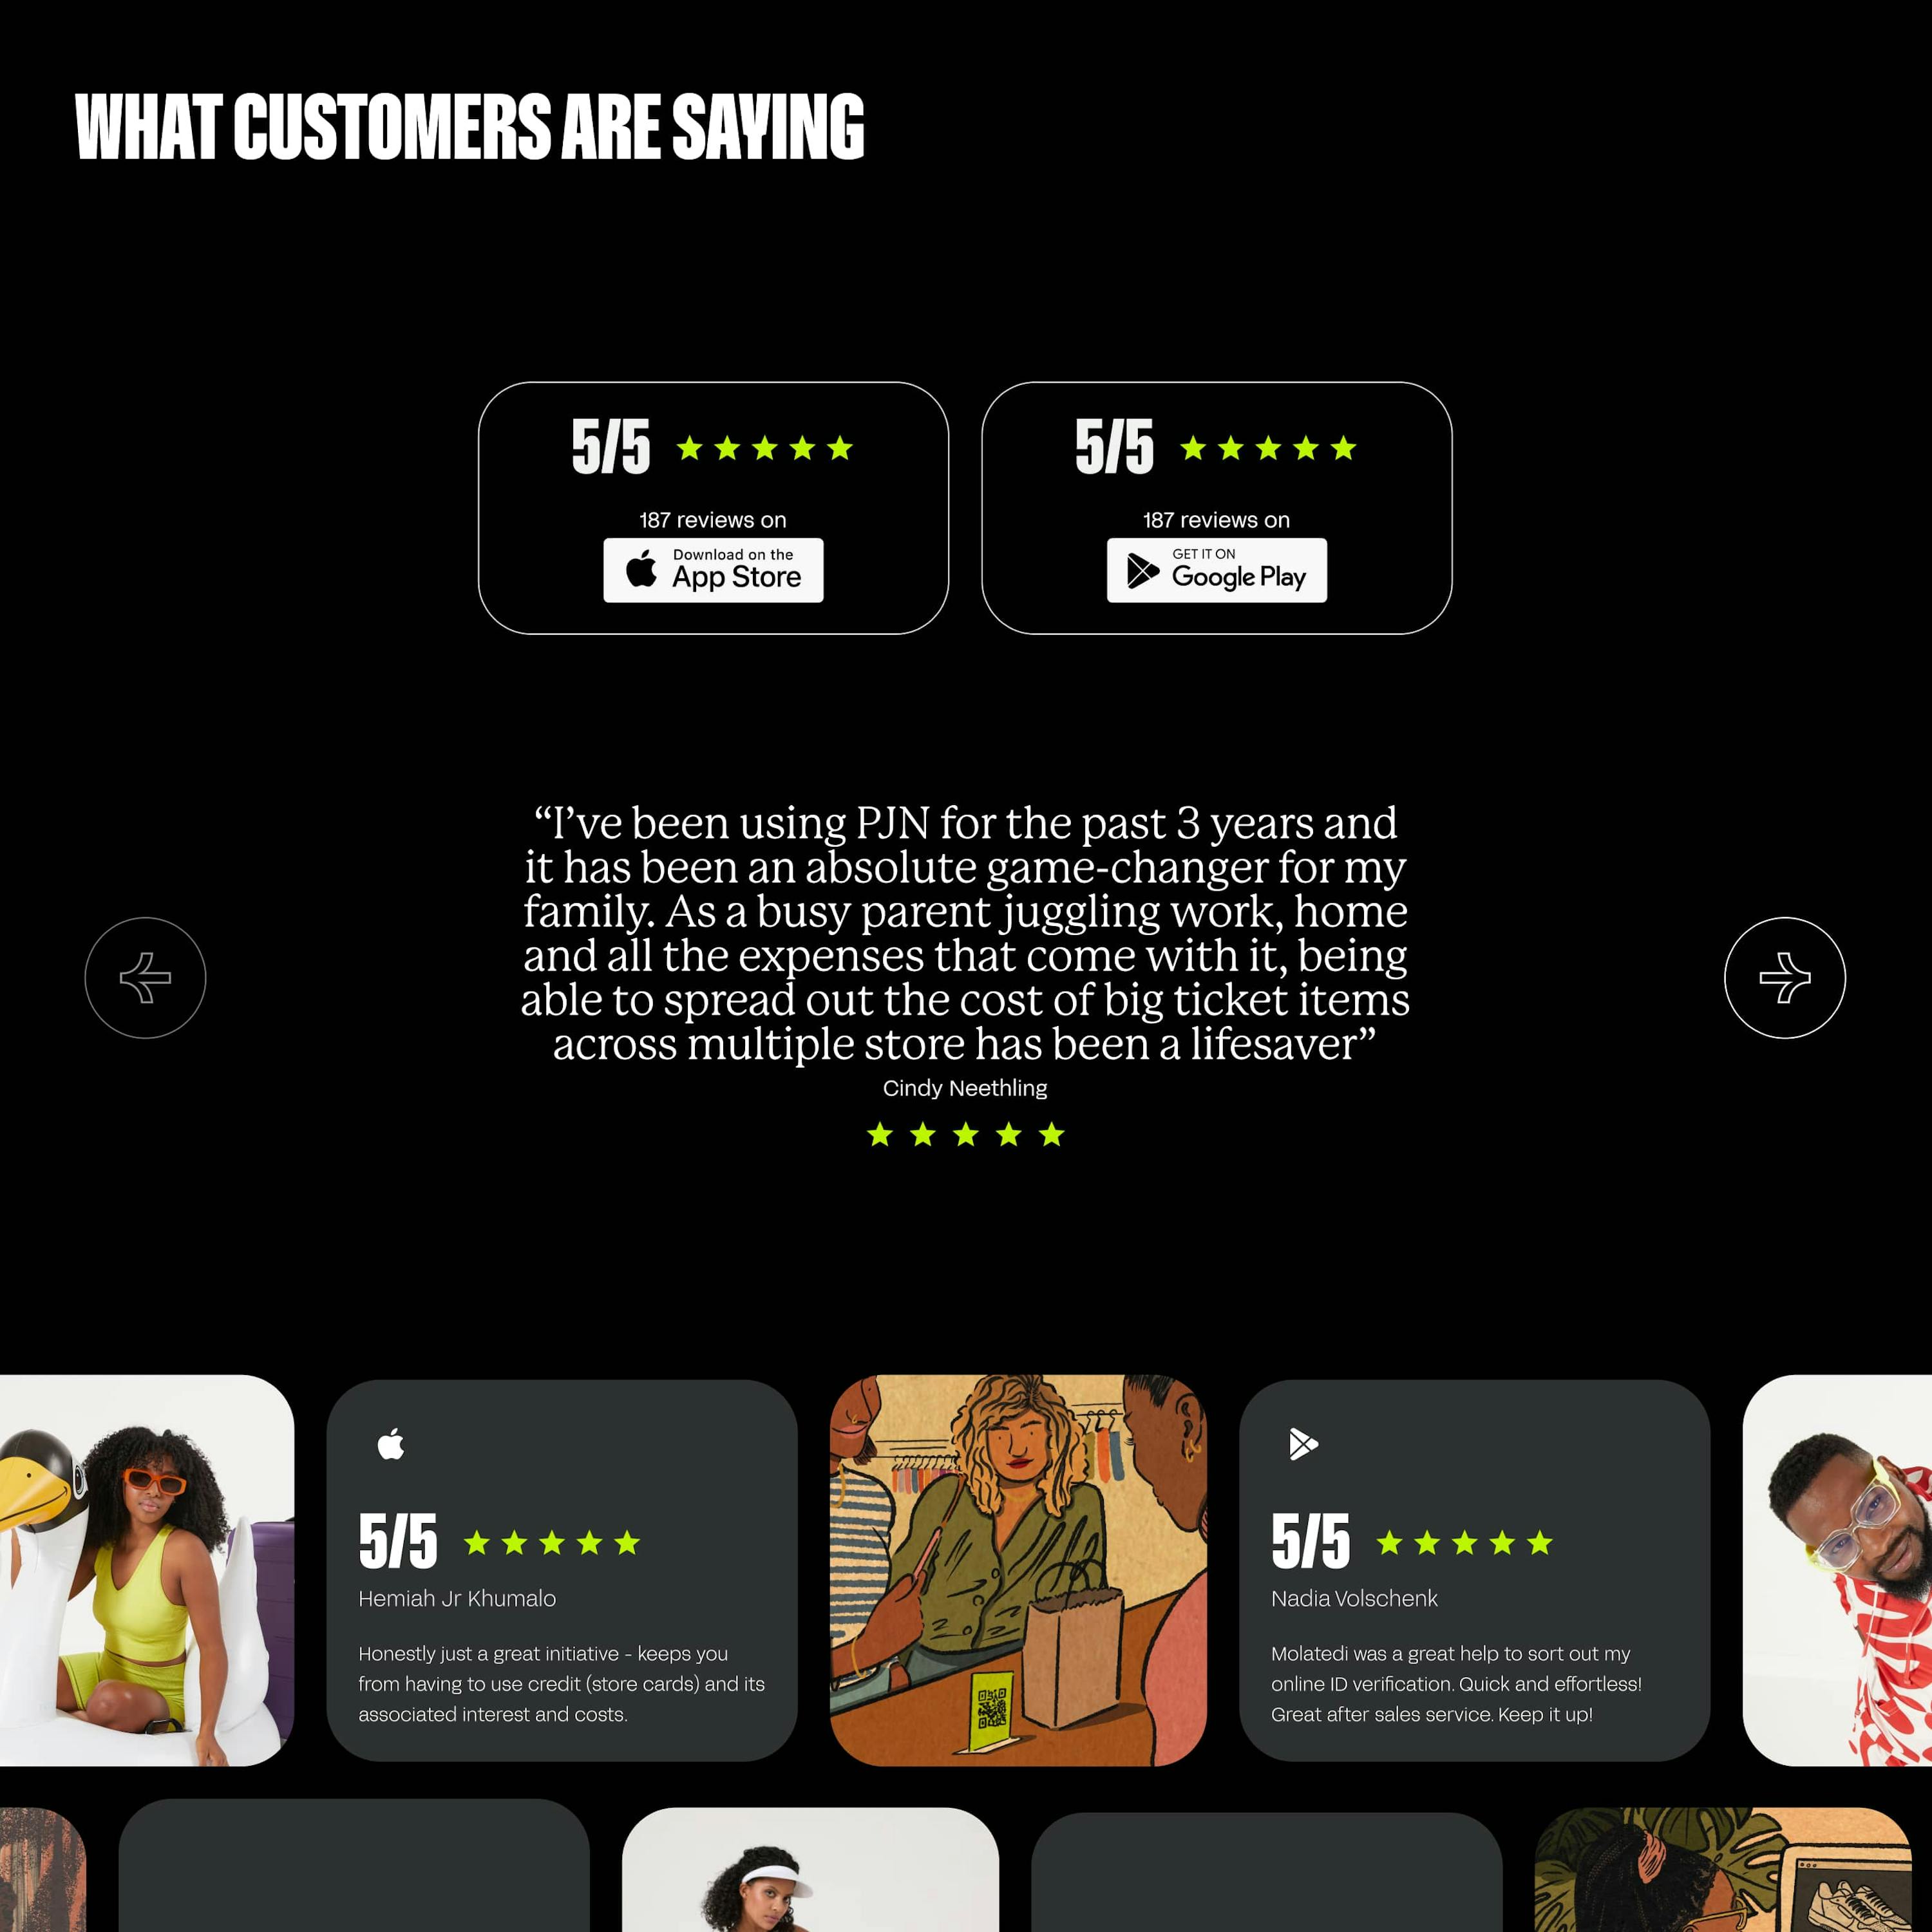 WHAT CUSTOMERS ARE SAYING
5/5
187 reviews on
Download on the
App Store
5/5
187 reviews on
GET IT ON
Google Play
“I’ve been using PJN for the past 3 years and
it has been an absolute game-changer for my
family. As a busy parent juggling work, home
and all the expenses that come with it, being
able to spread out the cost of big ticket items
across multiple store has been a lifesaver”
Cindy Neethling
5/5
Hemiah Jr Khumalo
Honestly just a great initiative - keeps you
from having to use credit (store cards) and its
associated interest and costs.
5/5
Nadia Volschenk
Molatedi was a great help to sort out my
online ID verification. Quick and effortless!
Great after sales service. Keep it up!